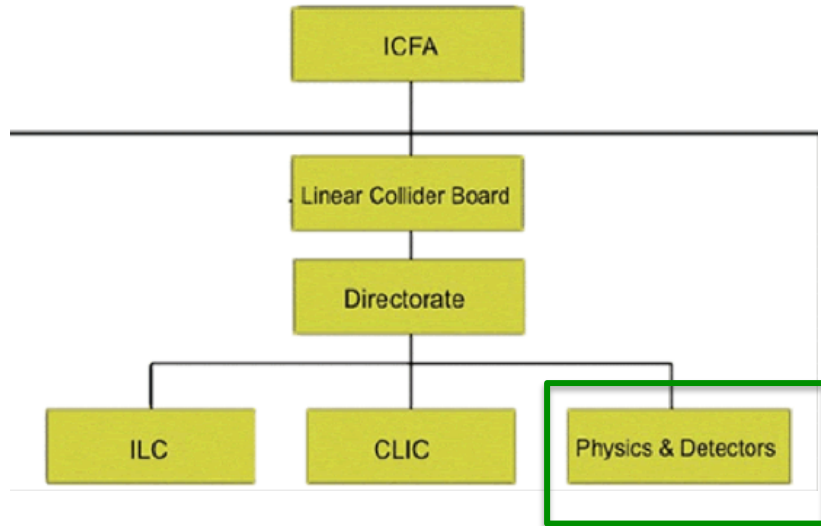 ICFA
Linear Collider Board
Directorate
ILC
CLIC
Physics & Detectors